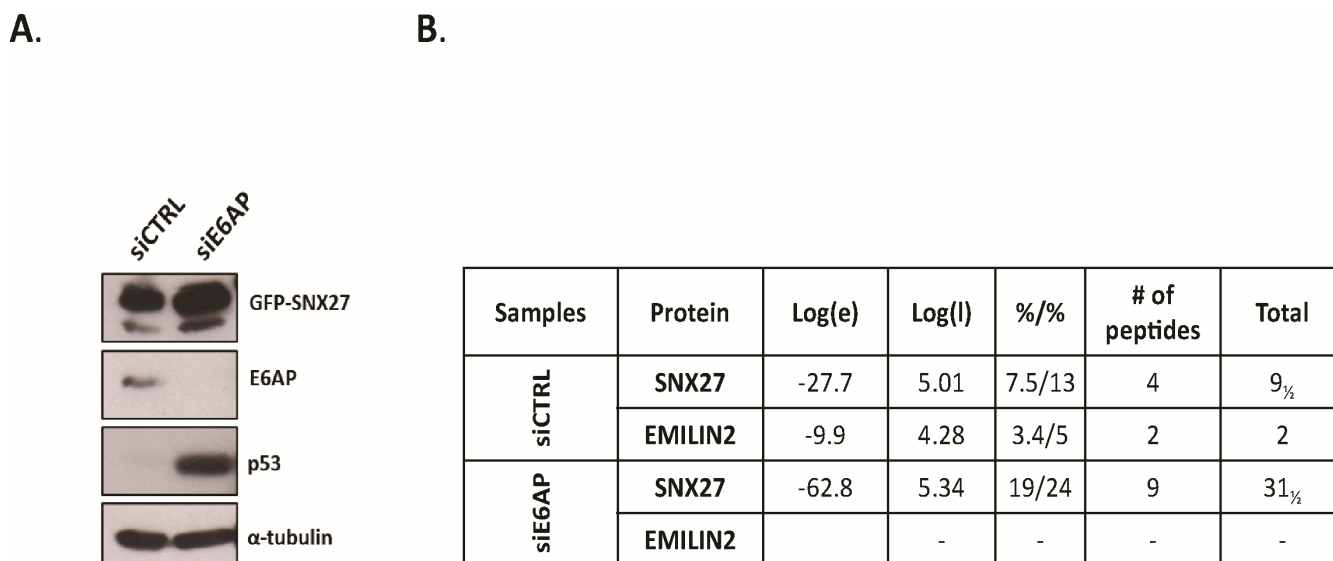 A.
B.
siCTRL siE6AP
GFP-SNX27
E6AP
p53
α-tubulin
Samples Protein Log(e) Log(l) %/% # of peptides Total
siCTRL SNX27 -27.7 5.01 7.5/13 4 9½
EMILIN2 -9.9 4.28 3.4/5 2 2
siE6AP SNX27 -62.8 5.34 19/24 9 31½
EMILIN2 - - - -